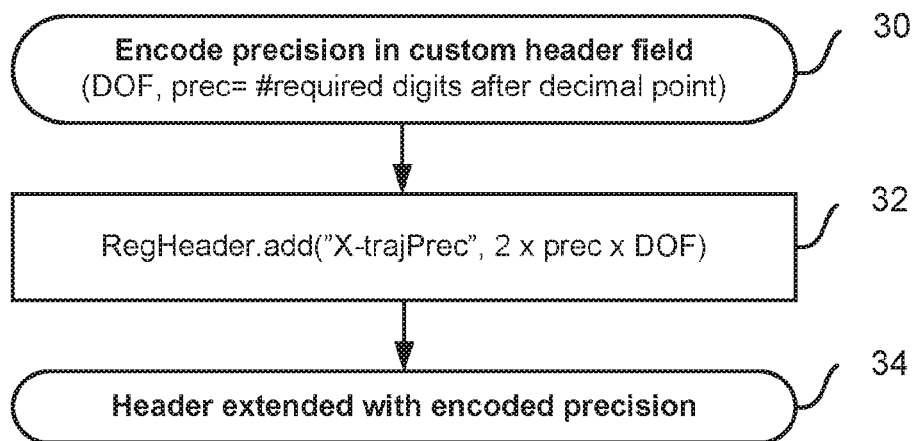 Encode precision in custom header field
(DOF, prec= #required digits after decimal point)
30
RegHeader.add("X-trajPrec", 2 x prec x DOF)
32
Header extended with encoded precision
34